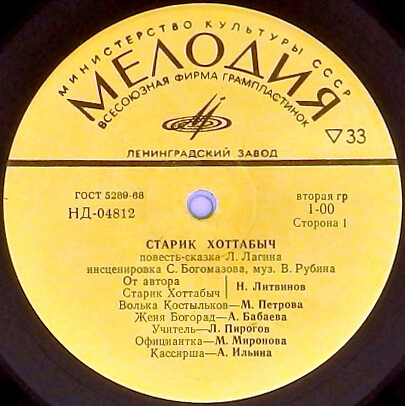 МИНИСТЕРСТВО КУЛЬТУРЫ СССР
МЕЛОДИЯ
ВСЕСОЮЗНАЯ ФИРМА ГРАМПЛАСТИНОК
▽33
ЛЕНИНГРАДСКИЙ ЗАВОД
ГОСТ 5289-68
НД-04812
вторая гр
1-00
Сторона 1
СТАРИК ХОТТАБЫЧ
повесть-сказка Л. Лагина
инсценировка С. Богомазова, муз. В. Рубина
От автора
Старик Хоттабыч
Н. Литвинов
Волька Костыльков—М. Петрова
Женя Богорад—А. Бабаева
Учитель—Л. Пирогов
Официантка—М. Миронова
Кассирша—А. Ильина